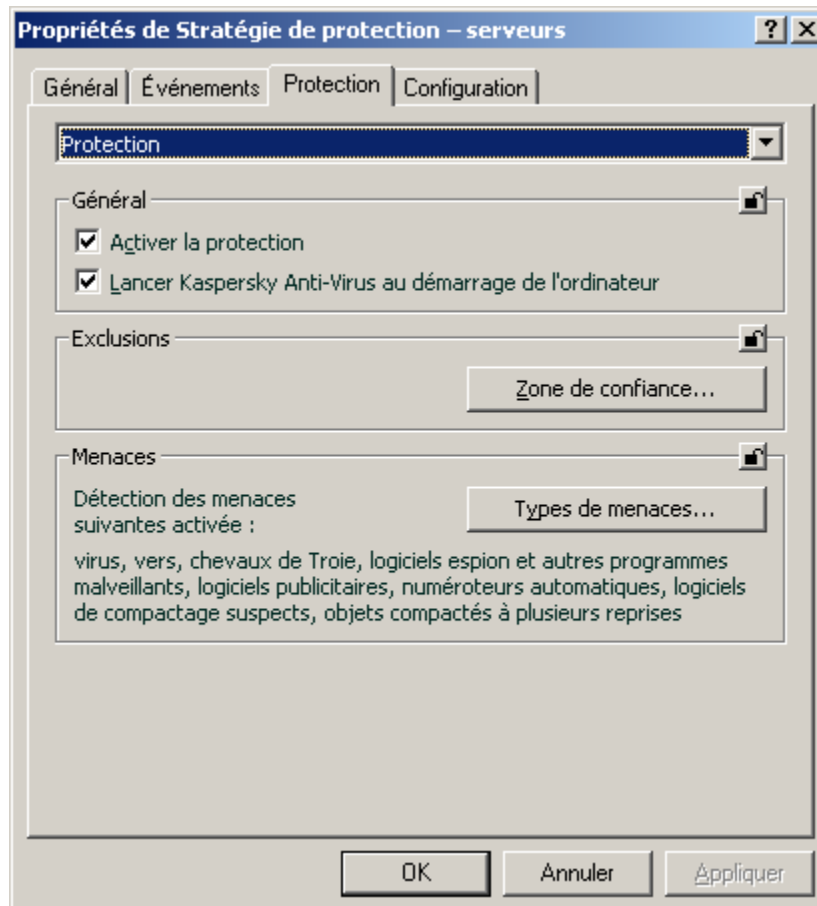 Propriétés de Stratégie de protection – serveurs
Général Événements Protection Configuration
Protection
Général
Activer la protection
Lancer Kaspersky Anti-Virus au démarrage de l'ordinateur
Exclusions
Zone de confiance...
Menaces
Détection des menaces
suivantes activée :
Types de menaces...
virus, vers, chevaux de Troie, logiciels espion et autres programmes
malveillants, logiciels publicitaires, numéroteurs automatiques, logiciels
de compactage suspects, objets compactés à plusieurs reprises
OK Annuler Appliquer